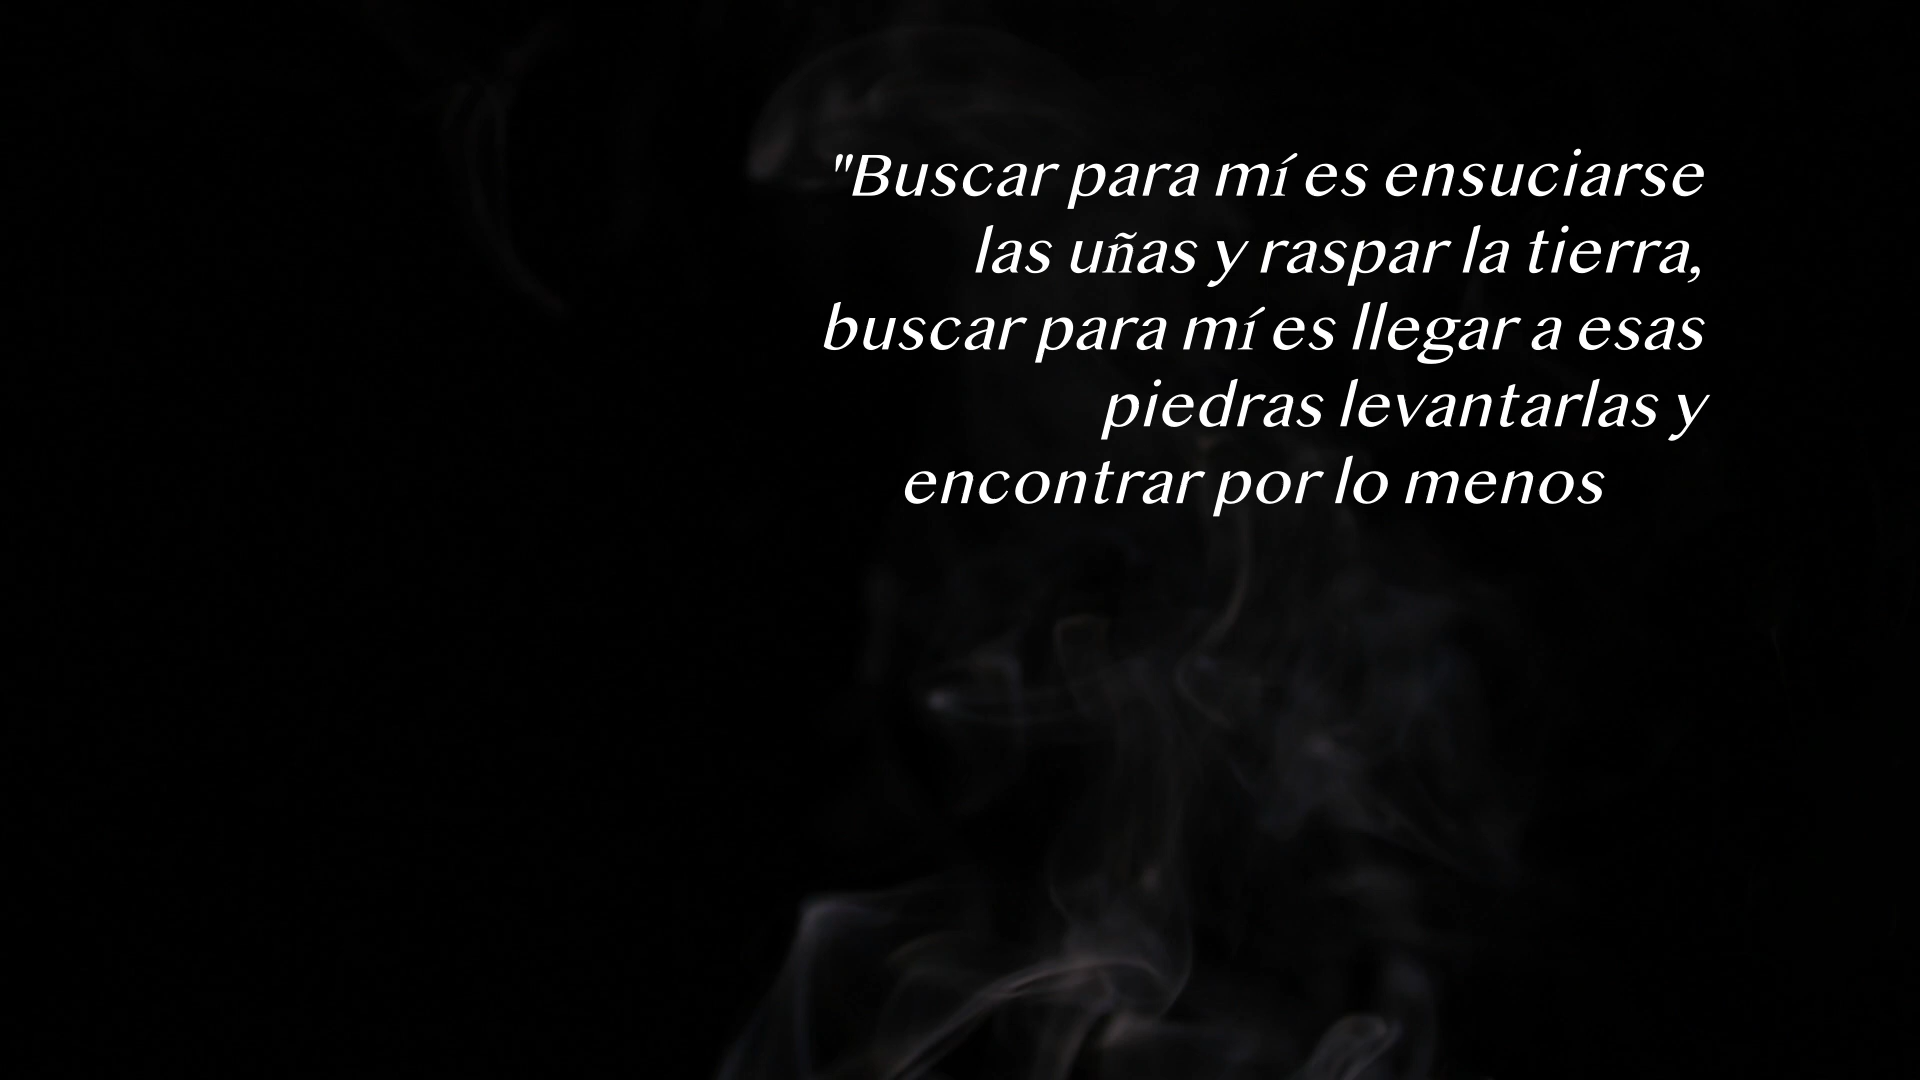 "Buscar para mí es ensuciarse
las uñas y raspar la tierra,
buscar para mí es llegar a esas
piedras levantarlas y
encontrar por lo menos